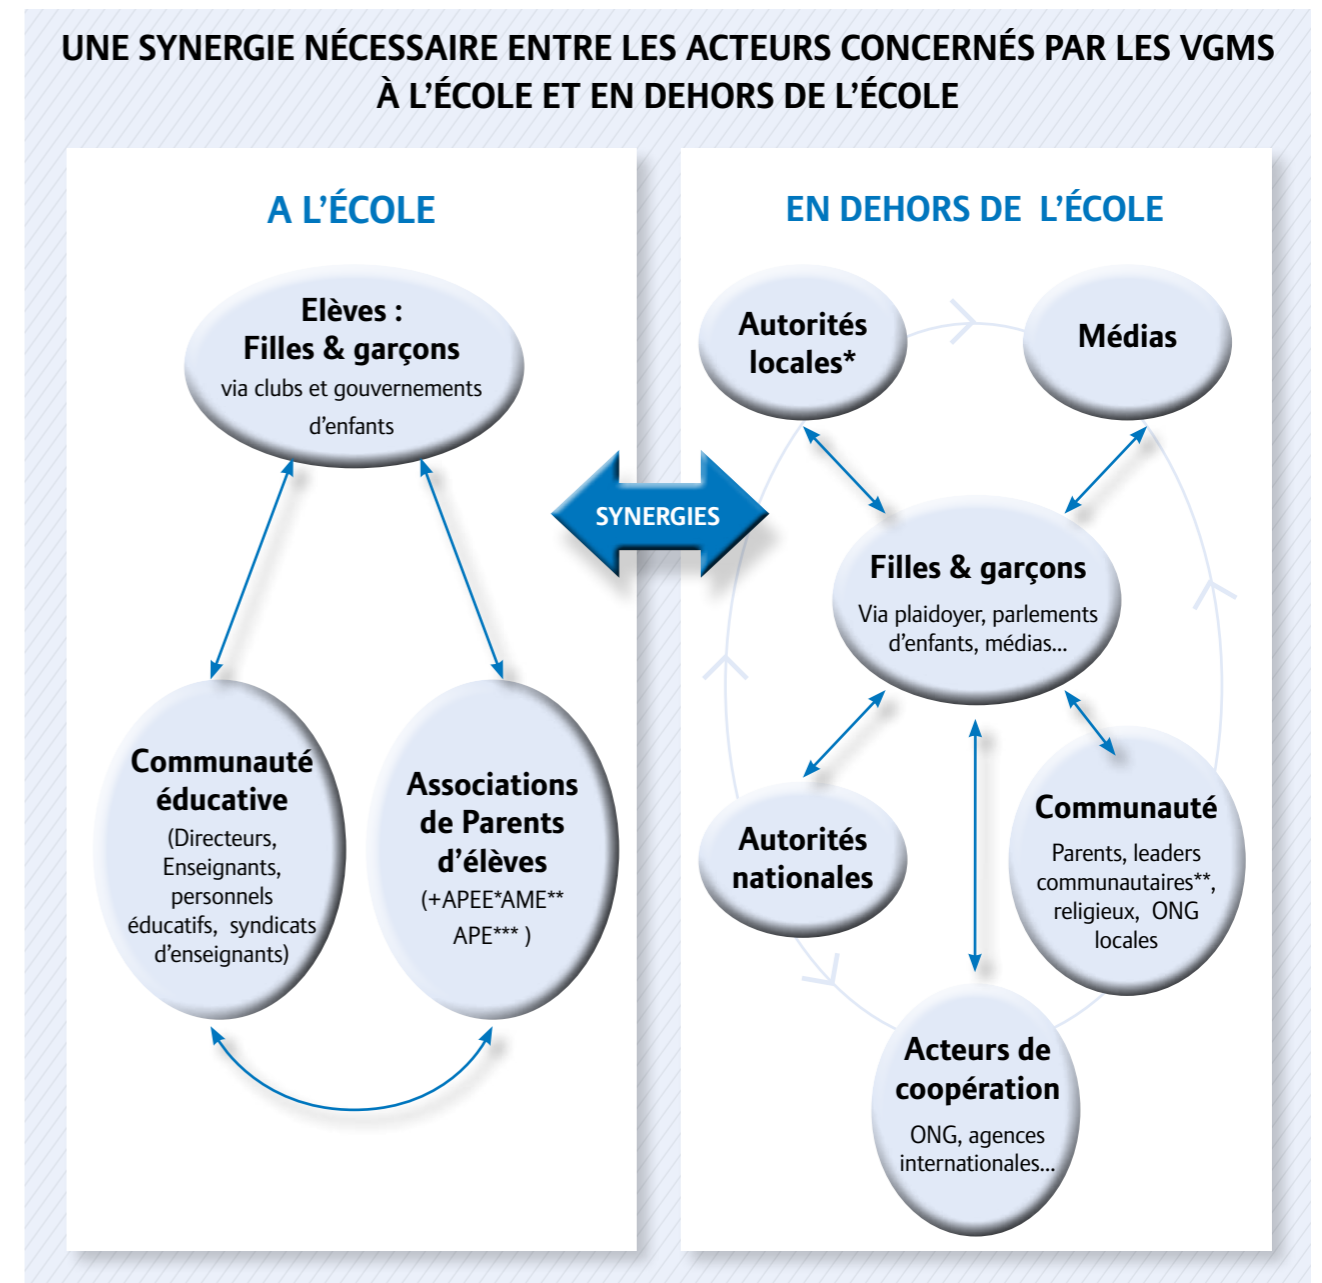 UNE SYNERGIE NÉCESSAIRE ENTRE LES ACTEURS CONCERNÉS PAR LES VGMS
À L’ÉCOLE ET EN DEHORS DE L’ÉCOLE
A L’ÉCOLE
Elèves :
Filles & garçons
via clubs et gouvernements
d’enfants
Communauté
éducative
(Directeurs,
Enseignants,
personnels
éducatifs, syndicats
d’enseignants)
Associations
de Parents
d’élèves
(+APEE*AME**
APE*** )
SYNERGIES
EN DEHORS DE L’ÉCOLE
Autorités
locales*
Médias
Filles & garçons
Via plaidoyer, parlements
d’enfants, médias...
Autorités
nationales
Communauté
Parents, leaders
communautaires**,
religieux, ONG
locales
Acteurs de
coopération
ONG, agences
internationales...